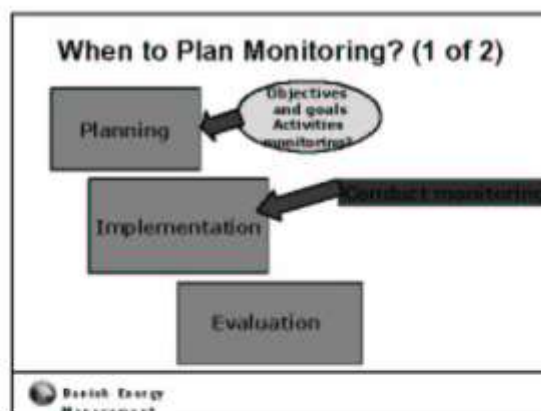 When to Plan Monitoring? (1 of 2)
Objectives
and goals
Activities
monitoring?
Planning
Conduct monitoring
Implementation
Evaluation
Danish Energy
Management